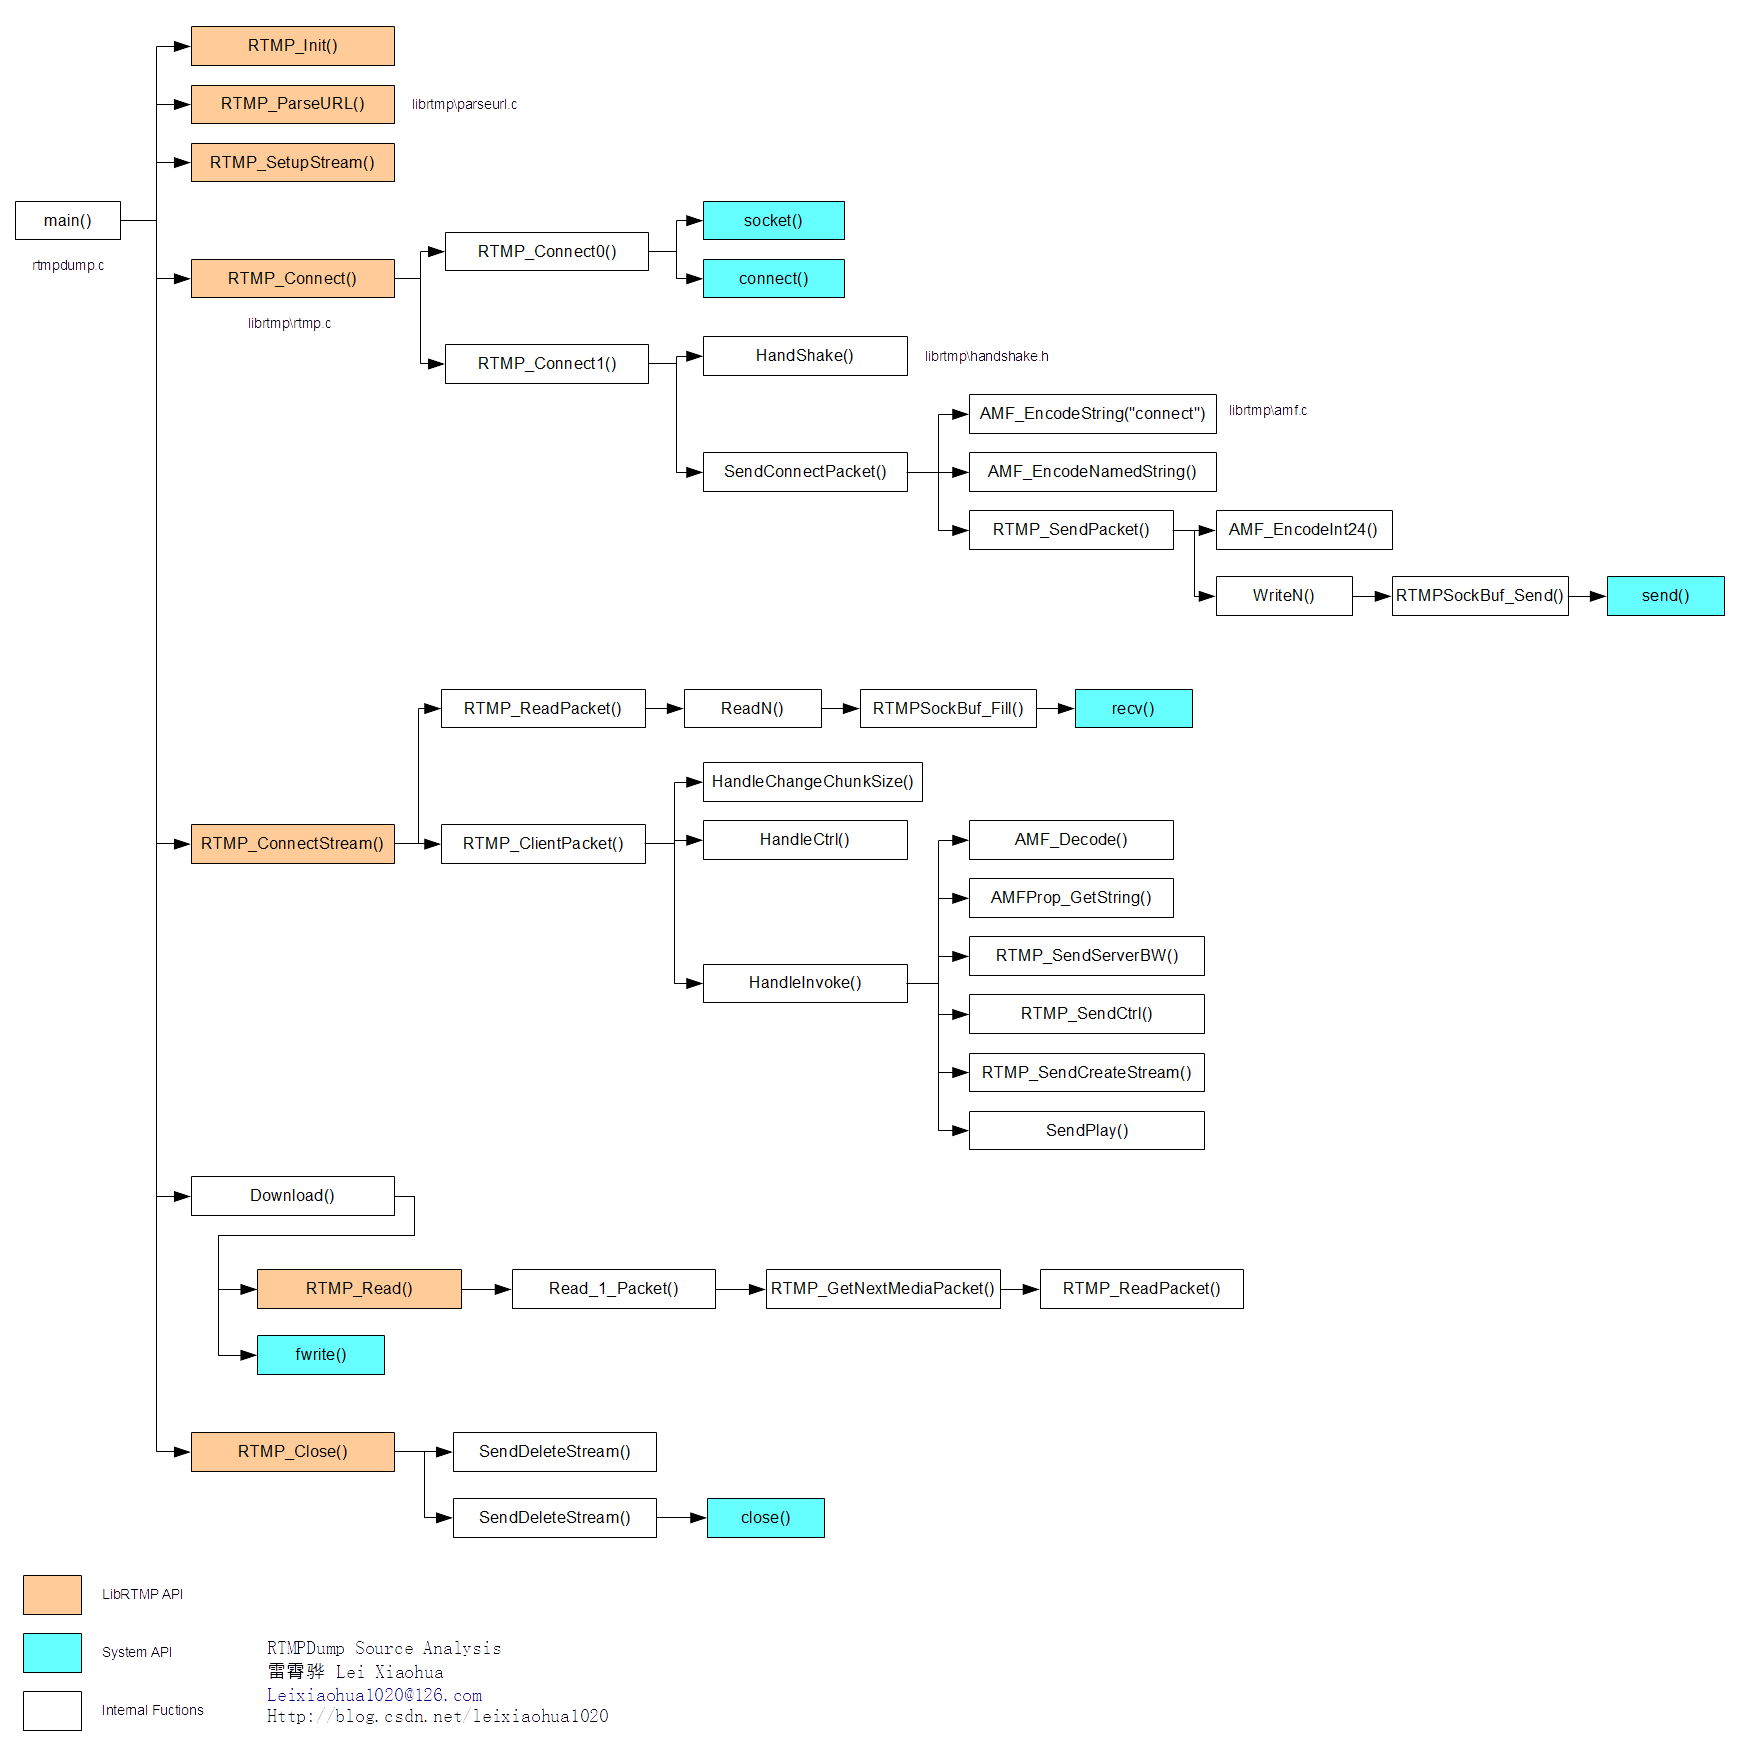 RTMP_Init()
RTMP_ParseURL()
librtmp\parseurl.c
RTMP_SetupStream()
main()
rtmpdump.c
RTMP_Connect()
librtmp\rtmp.c
RTMP_Connect0()
socket()
connect()
RTMP_Connect1()
HandShake()
librtmp\handshake.h
SendConnectPacket()
AMF_EncodeString("connect")
librtmp\amf.c
AMF_EncodeNamedString()
RTMP_SendPacket()
AMF_EncodeInt24()
WriteN()
RTMPSockBuf_Send()
send()
RTMP_ConnectStream()
RTMP_ReadPacket()
ReadN()
RTMPSockBuf_Fill()
recv()
RTMP_ClientPacket()
HandleChangeChunkSize()
HandleCtrl()
HandleInvoke()
AMF_Decode()
AMFProp_GetString()
RTMP_SendServerBW()
RTMP_SendCtrl()
RTMP_SendCreateStream()
SendPlay()
Download()
RTMP_Read()
Read_1_Packet()
RTMP_GetNextMediaPacket()
RTMP_ReadPacket()
fwrite()
RTMP_Close()
SendDeleteStream()
SendDeleteStream()
close()
LibRTMP API
System API
Internal Fuctions
RTMPDump Source Analysis
雷霄骅 Lei Xiaohua
Leixiaohua1020@126.com
Http://blog.csdn.net/leixiaohua1020